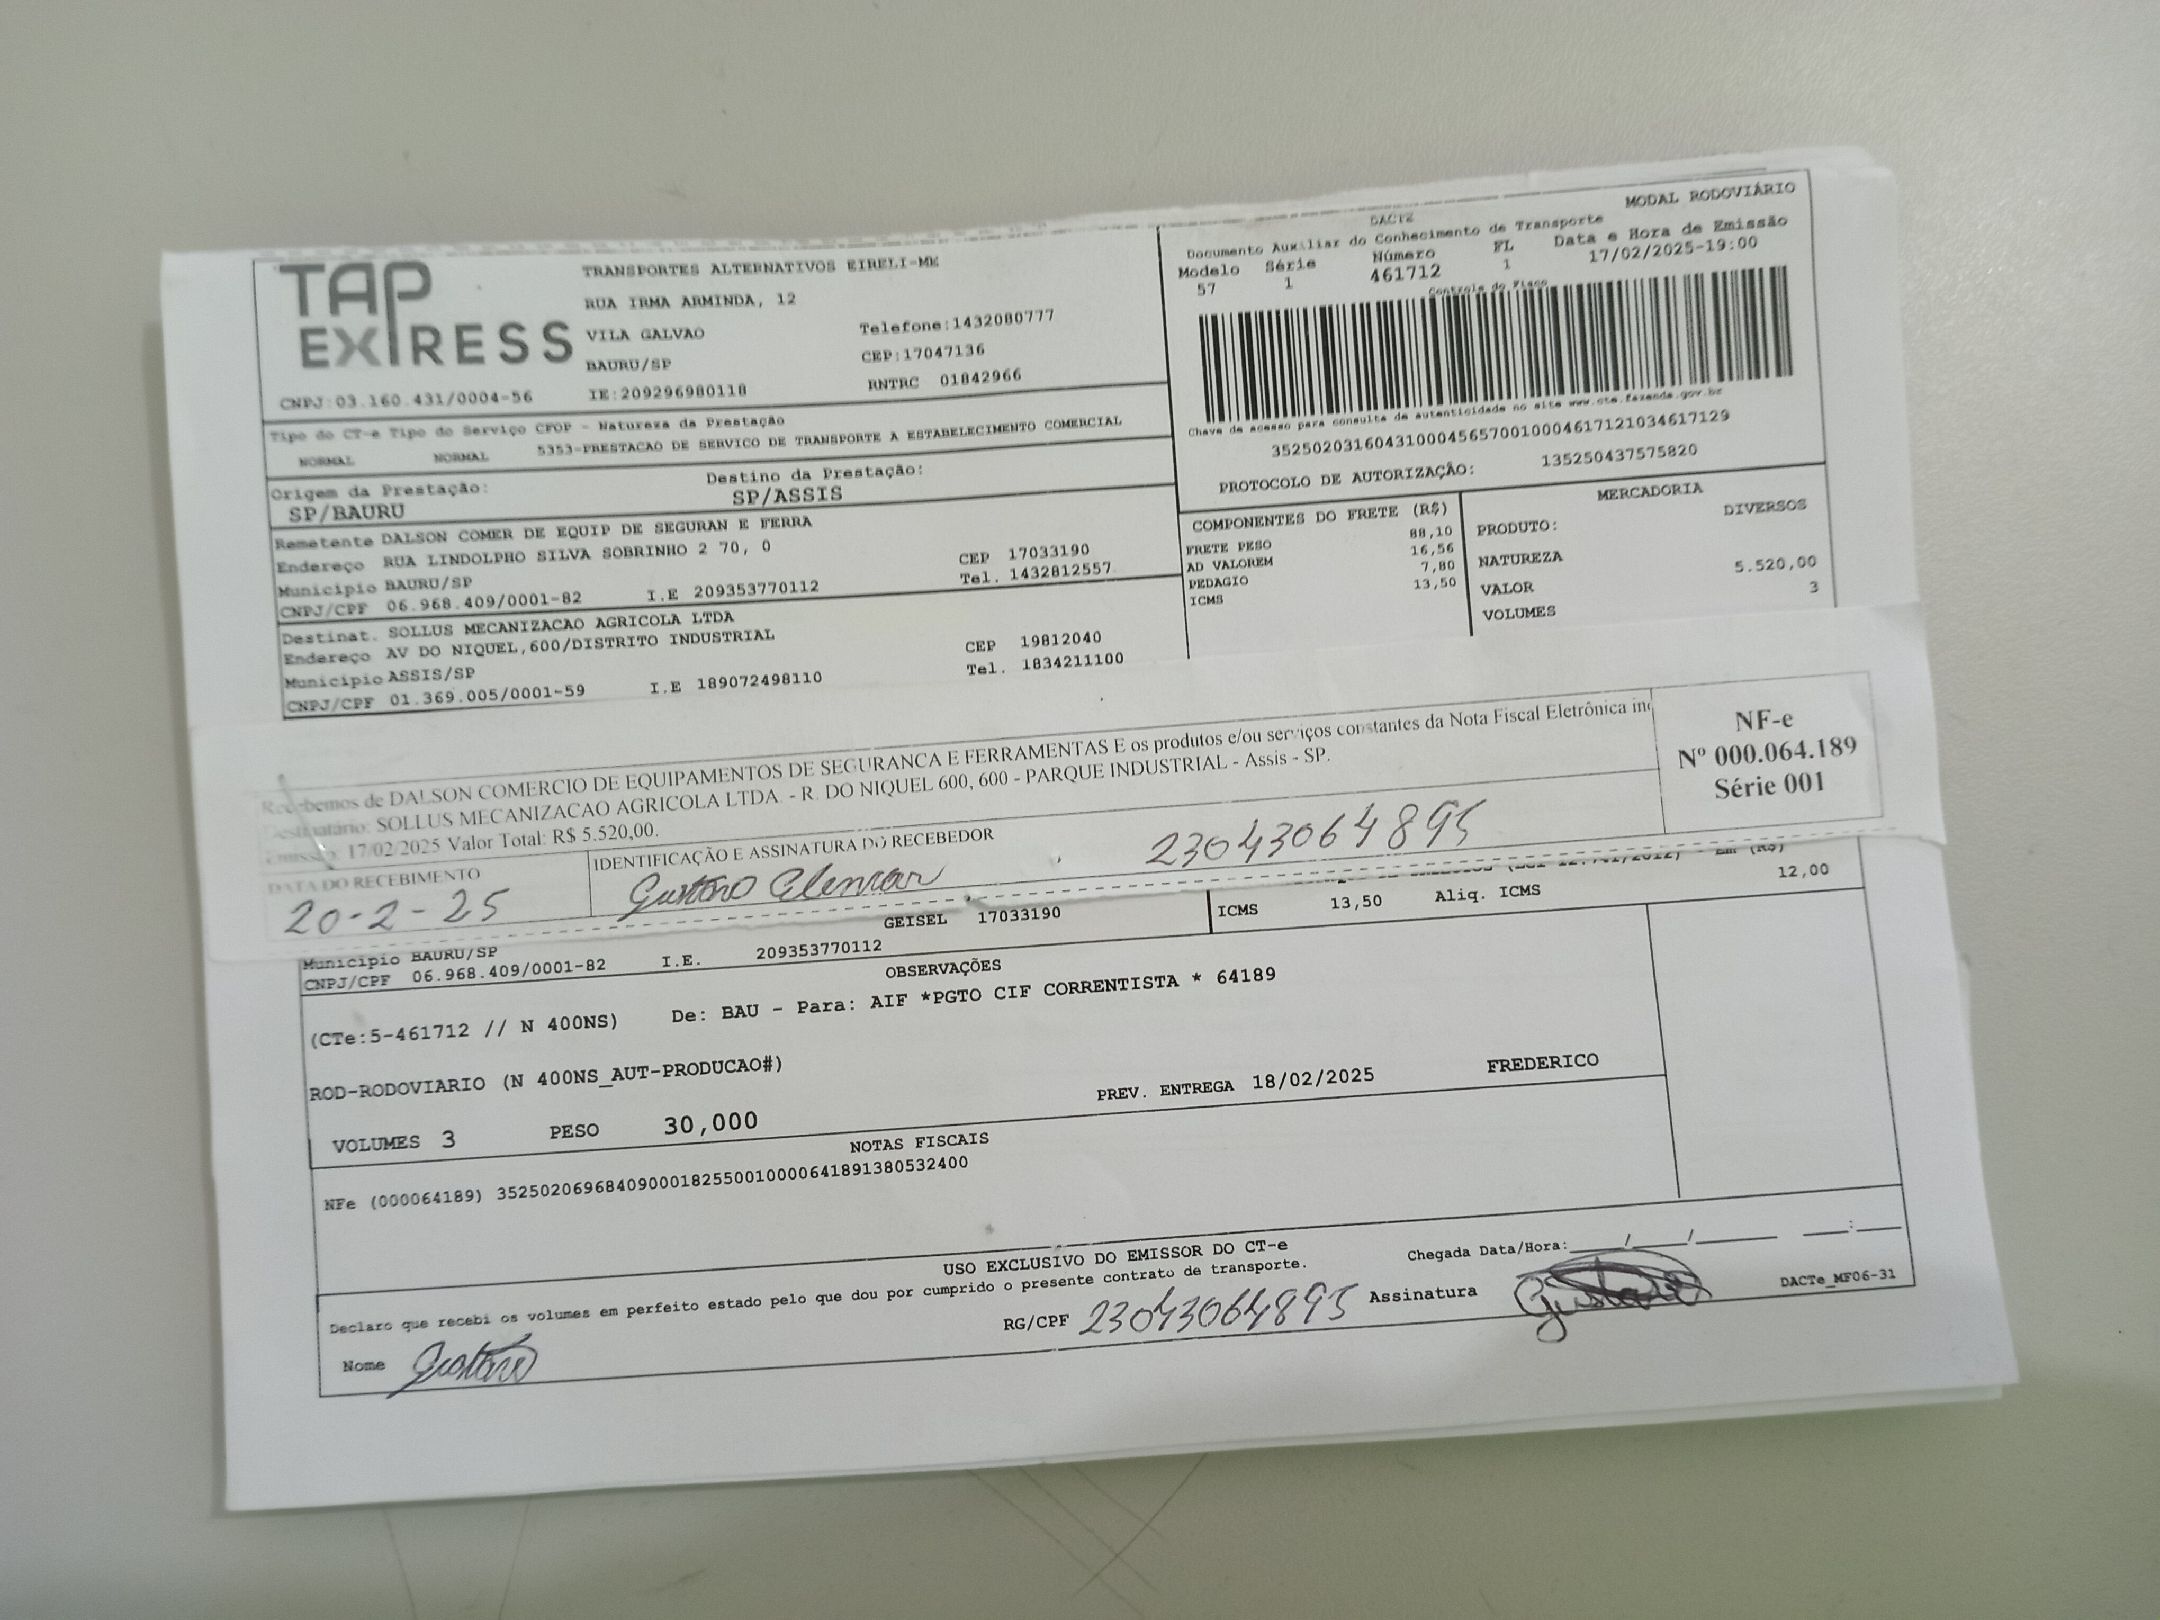 TAP EXPRESS
TRANSPORTES ALTERNATIVOS EIRELI-ME
RUA IRMA ARMINDA, 12
VILA GALVAO Telefone:1432080777
BAURU/SP CEP:17047136
CNPJ:03.160.431/0004-56 IE:209296980118 RNTRC 01842966
MODAL RODOVIÁRIO
DACTE
Documento Auxiliar do Conhecimento de Transporte
Modelo Série Número FL Data e Hora de Emissão
57 1 461712 1 17/02/2025-19:00
Controle do Fisco
Chave de acesso para consulta de autenticidade no site www.cte.fazenda.gov.br
35250203160431000456570010004617121034617129
PROTOCOLO DE AUTORIZAÇÃO: 135250437575820
Tipo do CT-e Tipo do Serviço CFOP - Natureza da Prestação
NORMAL NORMAL 5353-PRESTACAO DE SERVICO DE TRANSPORTE A ESTABELECIMENTO COMERCIAL
Origem da Prestação: Destino da Prestação:
SP/BAURU SP/ASSIS
Remetente DALSON COMER DE EQUIP DE SEGURAN E FERRA
Endereço RUA LINDOLPHO SILVA SOBRINHO 2 70, 0 CEP 17033190
Município BAURU/SP Tel. 1432812557
CNPJ/CPF 06.968.409/0001-82 I.E 209353770112
Destinat. SOLLUS MECANIZACAO AGRICOLA LTDA
Endereço AV DO NIQUEL,600/DISTRITO INDUSTRIAL CEP 19812040
Município ASSIS/SP Tel. 1834211100
CNPJ/CPF 01.369.005/0001-59 I.E 189072498110
COMPONENTES DO FRETE (R$)
FRETE PESO 88,10
AD VALOREM 16,56
PEDAGIO 7,80
ICMS 13,50
MERCADORIA
PRODUTO: DIVERSOS
NATUREZA
VALOR 5.520,00
VOLUMES 3
Recebemos de DALSON COMERCIO DE EQUIPAMENTOS DE SEGURANCA E FERRAMENTAS E os produtos e/ou serviços constantes da Nota Fiscal Eletrônica
Destinatário: SOLLUS MECANIZACAO AGRICOLA LTDA - R. DO NIQUEL 600, 600 - PARQUE INDUSTRIAL - Assis - SP.
Emissão: 17/02/2025 Valor Total: R$ 5.520,00.
NF-e
Nº 000.064.189
Série 001
DATA DO RECEBIMENTO IDENTIFICAÇÃO E ASSINATURA DO RECEBEDOR
20-2-25 Gustavo 23043064895
GEISEL 17033190
ICMS 13,50 Aliq. ICMS 12,00
Município BAURU/SP
CNPJ/CPF 06.968.409/0001-82 I.E. 209353770112
OBSERVAÇÕES
(CTe:5-461712 // N 400NS) De: BAU - Para: AIF *PGTO CIF CORRENTISTA * 64189
ROD-RODOVIARIO (N 400NS_AUT-PRODUCAO#)
PREV. ENTREGA 18/02/2025 FREDERICO
VOLUMES 3 PESO 30,000
NOTAS FISCAIS
NFe (000064189) 35250206968409000182550010000641891380532400
USO EXCLUSIVO DO EMISSOR DO CT-e
Declaro que recebi os volumes em perfeito estado pelo que dou por cumprido o presente contrato de transporte.
Chegada Data/Hora:____/____/______ ___:___
Nome Gustavo RG/CPF 23043064895 Assinatura Gustavo
DACTe_MF06-31